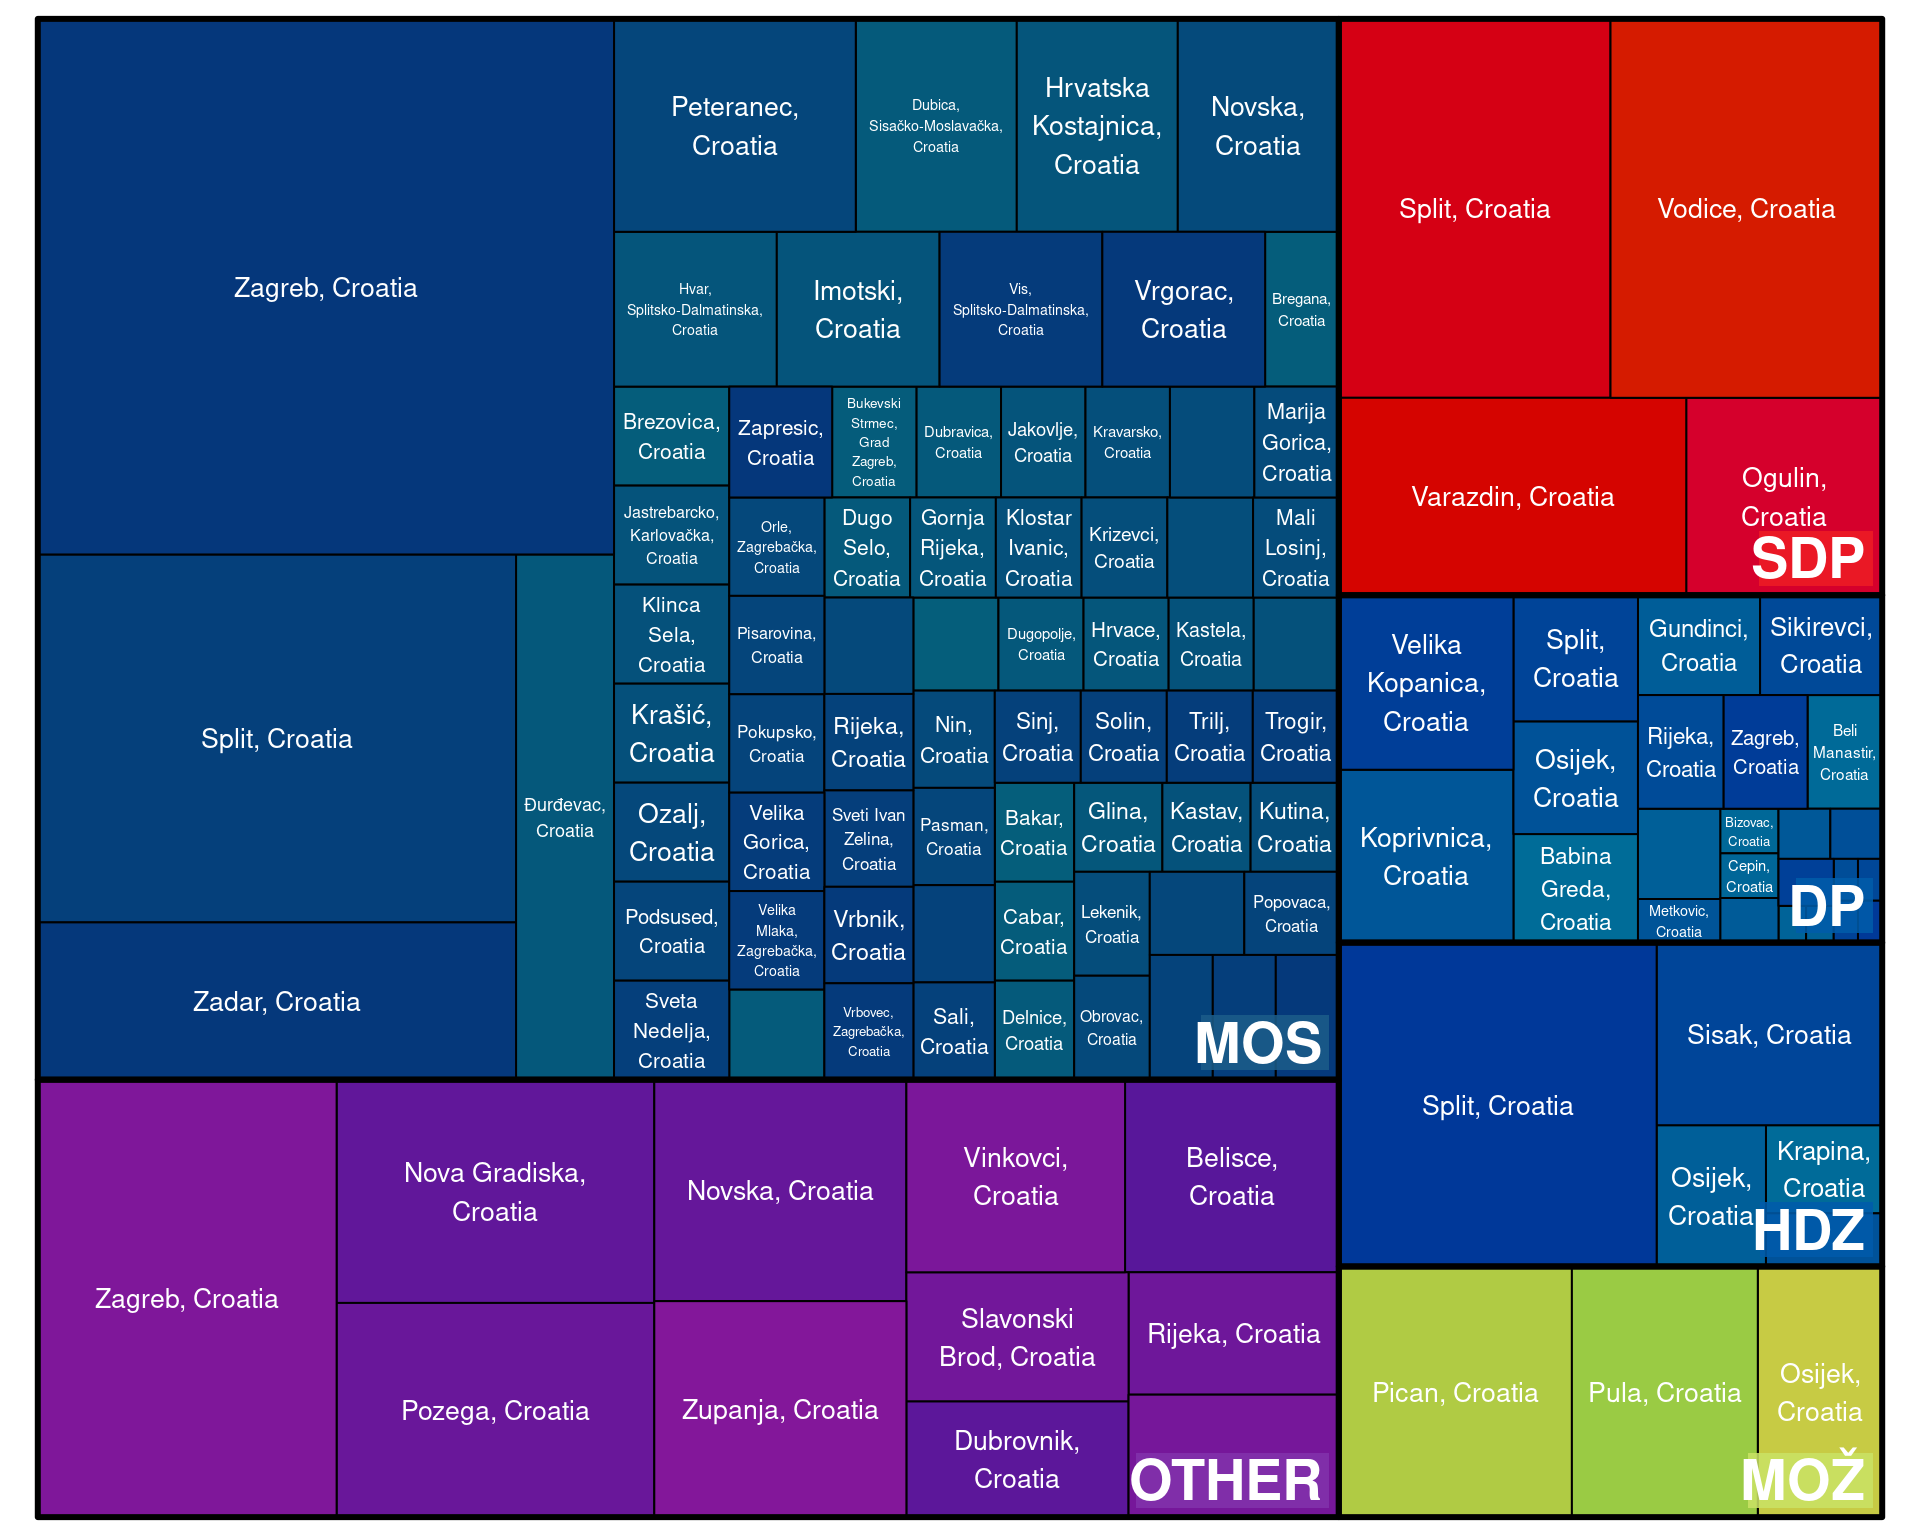 Zagreb, Croatia
Split, Croatia
Zadar, Croatia
Đurđevac,
Croatia
Peteranec,
Croatia
Dubica,
Sisačko-Moslavačka,
Croatia
Hrvatska
Kostajnica,
Croatia
Novska,
Croatia
Hvar,
Splitsko-Dalmatinska,
Croatia
Imotski,
Croatia
Vis,
Splitsko-Dalmatinska,
Croatia
Vrgorac,
Croatia
Bregana,
Croatia
Brezovica,
Croatia
Jastrebarcko,
Karlovačka,
Croatia
Klinca
Sela,
Croatia
Krašić,
Croatia
Ozalj,
Croatia
Podsused,
Croatia
Sveta
Nedelja,
Croatia
Zapresic,
Croatia
Bukevski
Strmec,
Grad
Zagreb,
Croatia
Dubravica,
Croatia
Jakovlje,
Croatia
Kravarsko,
Croatia
Marija
Gorica,
Croatia
Orle,
Zagrebačka,
Croatia
Pisarovina,
Croatia
Pokupsko,
Croatia
Velika
Gorica,
Croatia
Velika
Mlaka,
Zagrebačka,
Croatia
Dugo
Selo,
Croatia
Gornja
Rijeka,
Croatia
Klostar
Ivanic,
Croatia
Krizevci,
Croatia
Mali
Losinj,
Croatia
Rijeka,
Croatia
Sveti Ivan
Zelina,
Croatia
Vrbnik,
Croatia
Vrbovec,
Zagrebačka,
Croatia
Dugopolje,
Croatia
Hrvace,
Croatia
Kastela,
Croatia
Nin,
Croatia
Pasman,
Croatia
Sali,
Croatia
Sinj,
Croatia
Solin,
Croatia
Trilj,
Croatia
Trogir,
Croatia
Bakar,
Croatia
Cabar,
Croatia
Delnice,
Croatia
Glina,
Croatia
Kastav,
Croatia
Kutina,
Croatia
Lekenik,
Croatia
Obrovac,
Croatia
Popovaca,
Croatia
MOS
Zagreb, Croatia
Nova Gradiska,
Croatia
Pozega, Croatia
Novska, Croatia
Zupanja, Croatia
Vinkovci,
Croatia
Belisce,
Croatia
Slavonski
Brod, Croatia
Rijeka, Croatia
Dubrovnik,
Croatia
OTHER
Split, Croatia
Vodice, Croatia
Varazdin, Croatia
Ogulin,
Croatia
SDP
Velika
Kopanica,
Croatia
Koprivnica,
Croatia
Split,
Croatia
Osijek,
Croatia
Babina
Greda,
Croatia
Gundinci,
Croatia
Sikirevci,
Croatia
Rijeka,
Croatia
Zagreb,
Croatia
Beli
Manastir,
Croatia
Bizovac,
Croatia
Cepin,
Croatia
Metkovic,
Croatia
DP
Split, Croatia
Sisak, Croatia
Osijek,
Croatia
Krapina,
Croatia
HDZ
Pican, Croatia
Pula, Croatia
Osijek,
Croatia
MOŽ